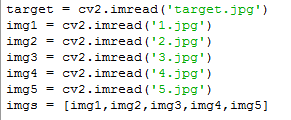 target = cv2.imread('target.jpg')
img1 = cv2.imread('1.jpg')
img2 = cv2.imread('2.jpg')
img3 = cv2.imread('3.jpg')
img4 = cv2.imread('4.jpg')
img5 = cv2.imread('5.jpg')
imgs = [img1,img2,img3,img4,img5]